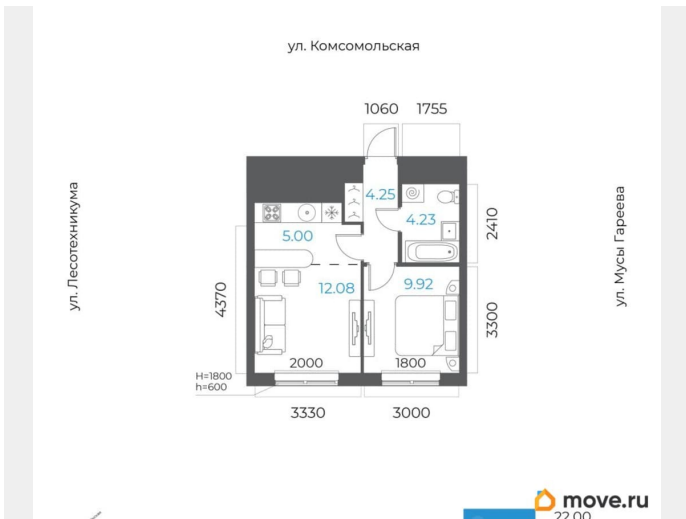 ул. Комсомольская
1060 1755
ул. Лесотехникума
ул. Мусы Гареева
4.25
4.23
2410
5.00
12.08
9.92
4370
3300
2000
1800
H=1800
h=600
3330 3000
move.ru
22.00